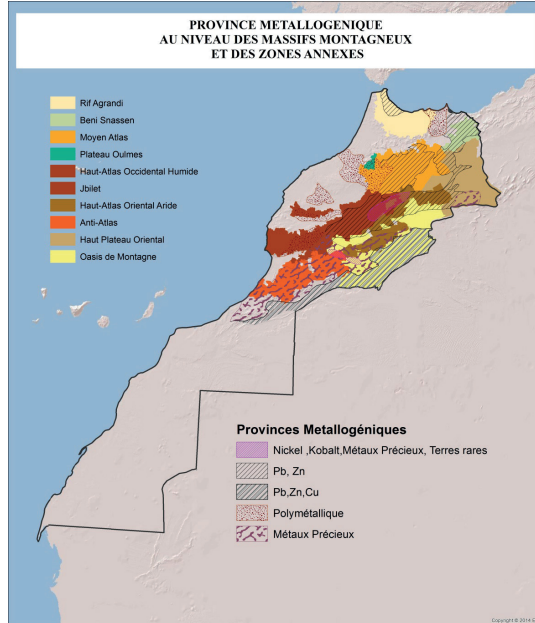 PROVINCE METALLOGENIQUE
AU NIVEAU DES MASSIFS MONTAGNEUX
ET DES ZONES ANNEXES
Rif Agrandi
Beni Snassen
Moyen Atlas
Plateau Oulmes
Haut-Atlas Occidental Humide
Jbilet
Haut-Atlas Oriental Aride
Anti-Atlas
Haut Plateau Oriental
Oasis de Montagne
Provinces Metallogéniques
Nickel ,Kobalt,Métaux Précieux, Terres rares
Pb, Zn
Pb,Zn,Cu
Polymétallique
Métaux Précieux
Copyright © 2014 E